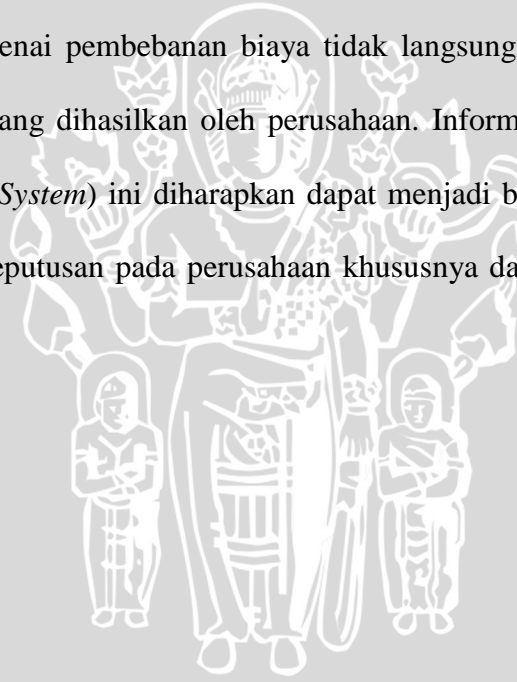 enai pembebanan biaya tidak langsung
ang dihasilkan oleh perusahaan. Inform
System) ini diharapkan dapat menjadi b
eputusan pada perusahaan khususnya da